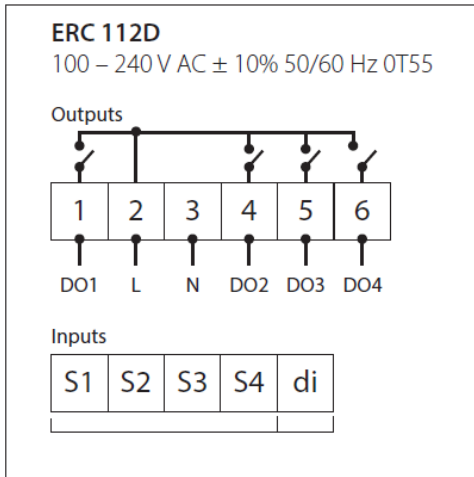 ERC 112D
100 – 240 V AC ± 10% 50/60 Hz 0T55
Outputs
1 2 3 4 5 6
DO1 L N DO2 DO3 DO4
Inputs
S1 S2 S3 S4 di